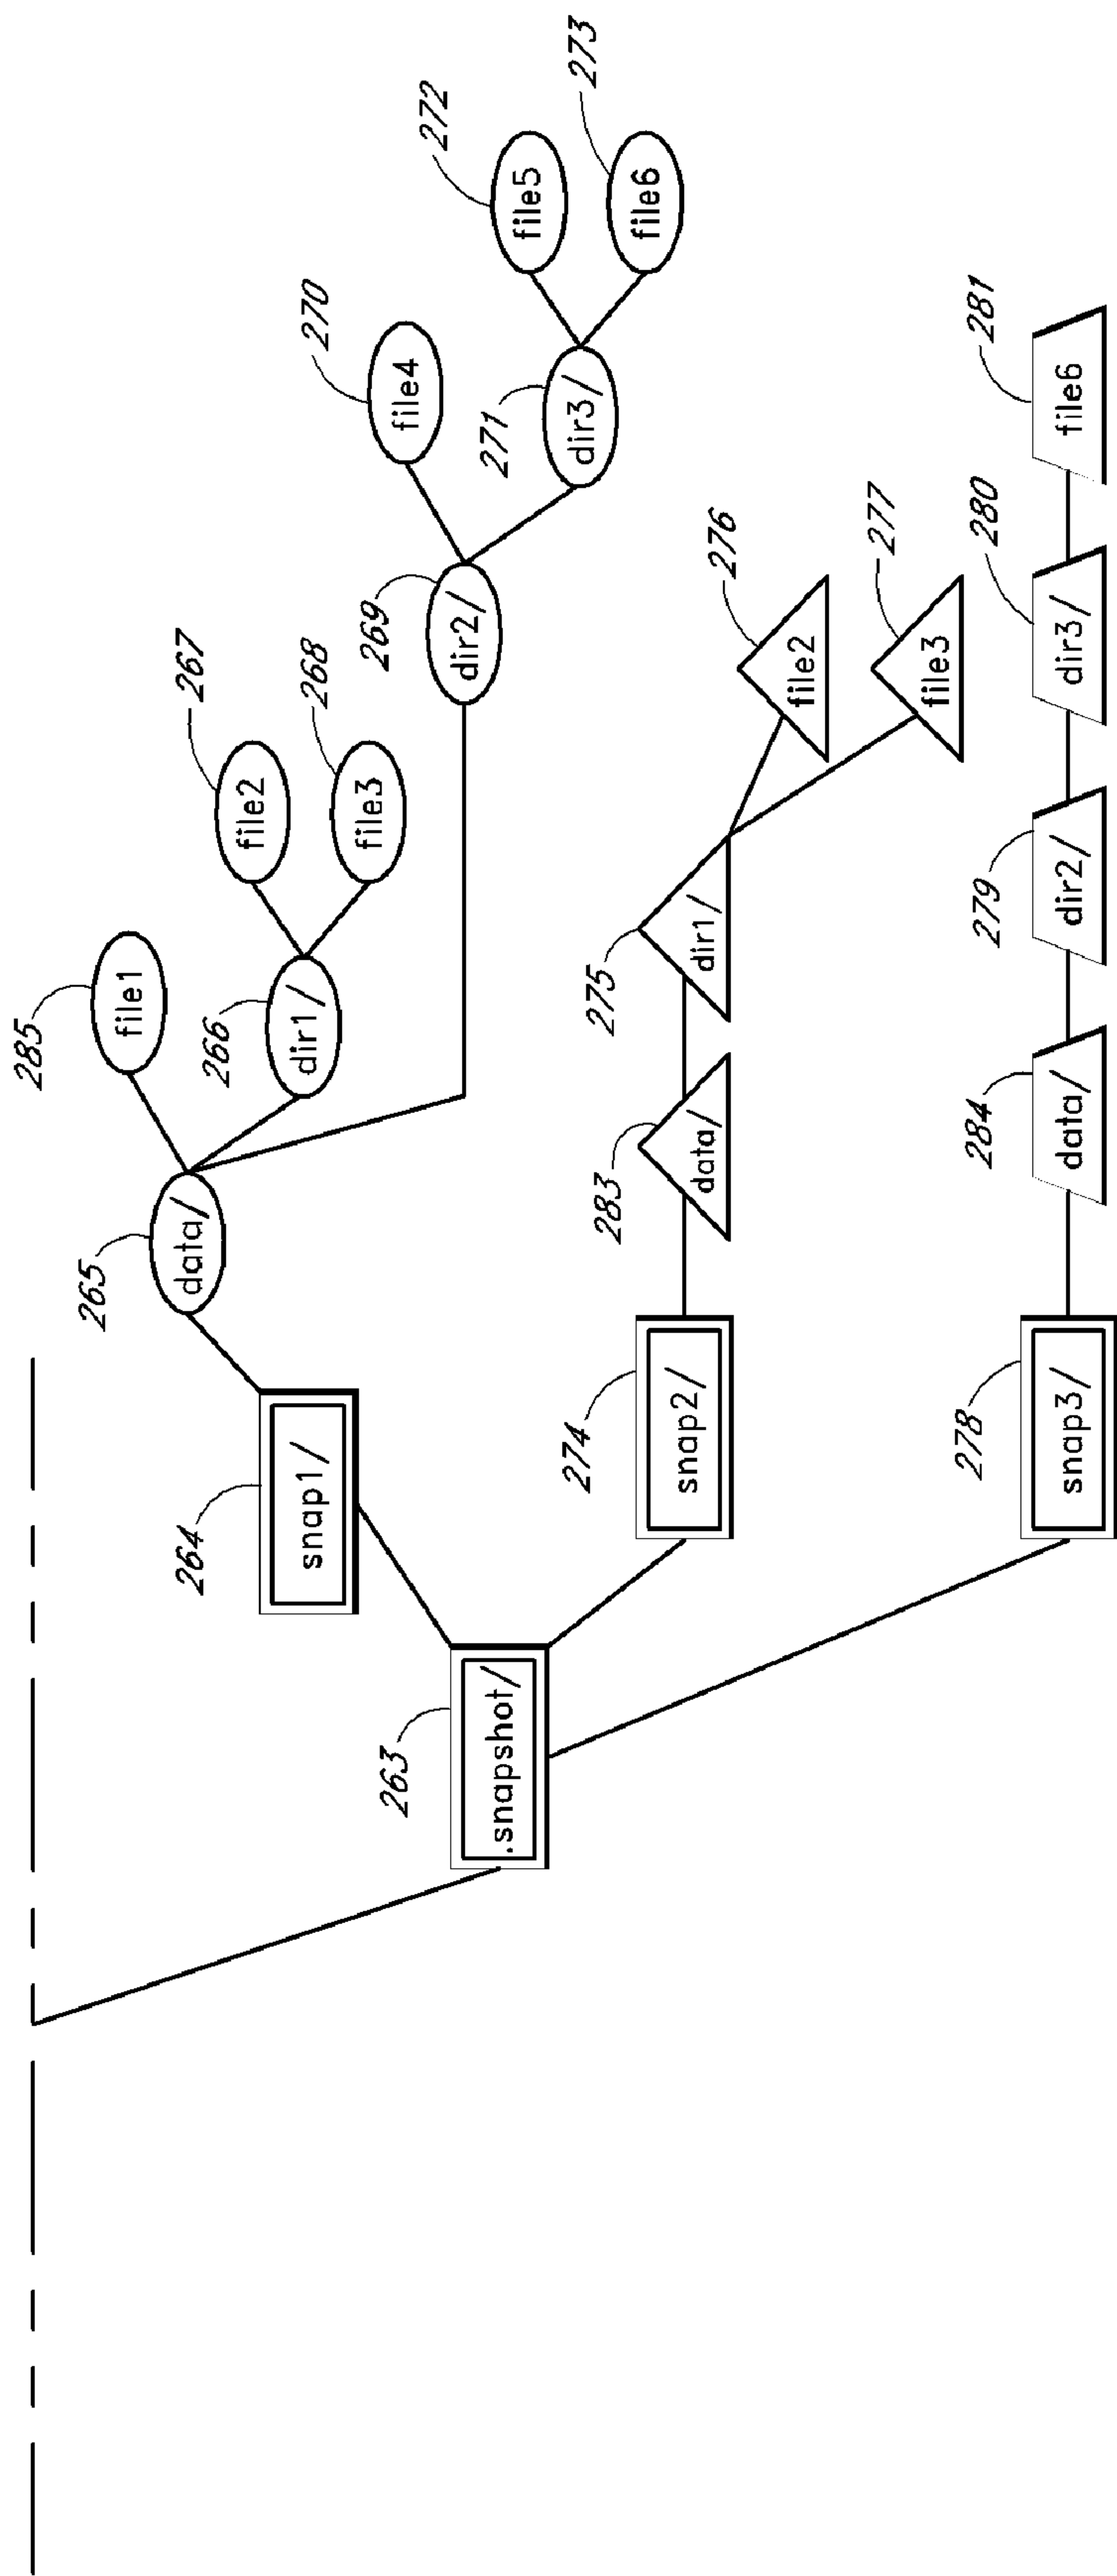 285
file1
265
data/
267
file2
266
dir1/
268
file3
264
snap1/
270
file4
269
dir2/
272
file5
271
dir3/
273
file6
263
.snapshot/
274
snap2/
283
data/
275
dir1/
276
file2
277
file3
278
snap3/
284
data/
279
dir2/
280
dir3/
281
file6